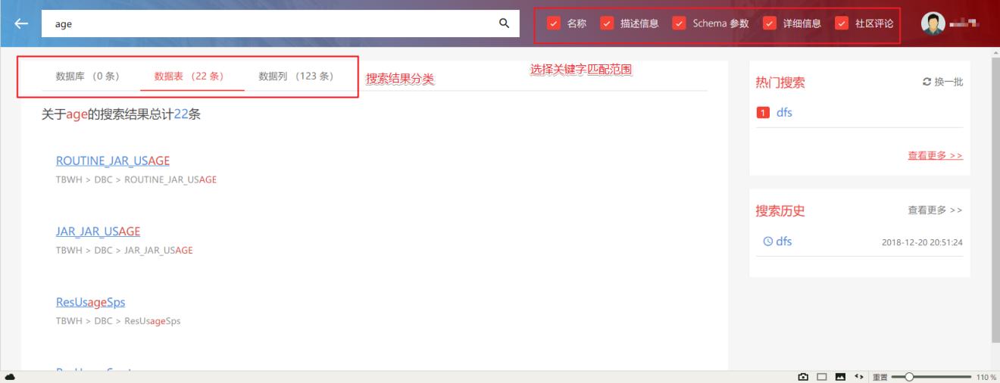 age
名称 描述信息 Schema 参数 详细信息 社区评论
数据库 （0 条） 数据表 （22 条） 数据列 （123 条）
搜索结果分类
选择关键字匹配范围
关于age的搜索结果总计22条
ROUTINE_JAR_USAGE
TBWH > DBC > ROUTINE_JAR_USAGE
JAR_JAR_USAGE
TBWH > DBC > JAR_JAR_USAGE
ResUsageSps
TBWH > DBC > ResUsageSps
热门搜索 换一批
1 dfs
查看更多 >>
搜索历史 查看更多 >>
dfs 2018-12-20 20:51:24
重置 110 %